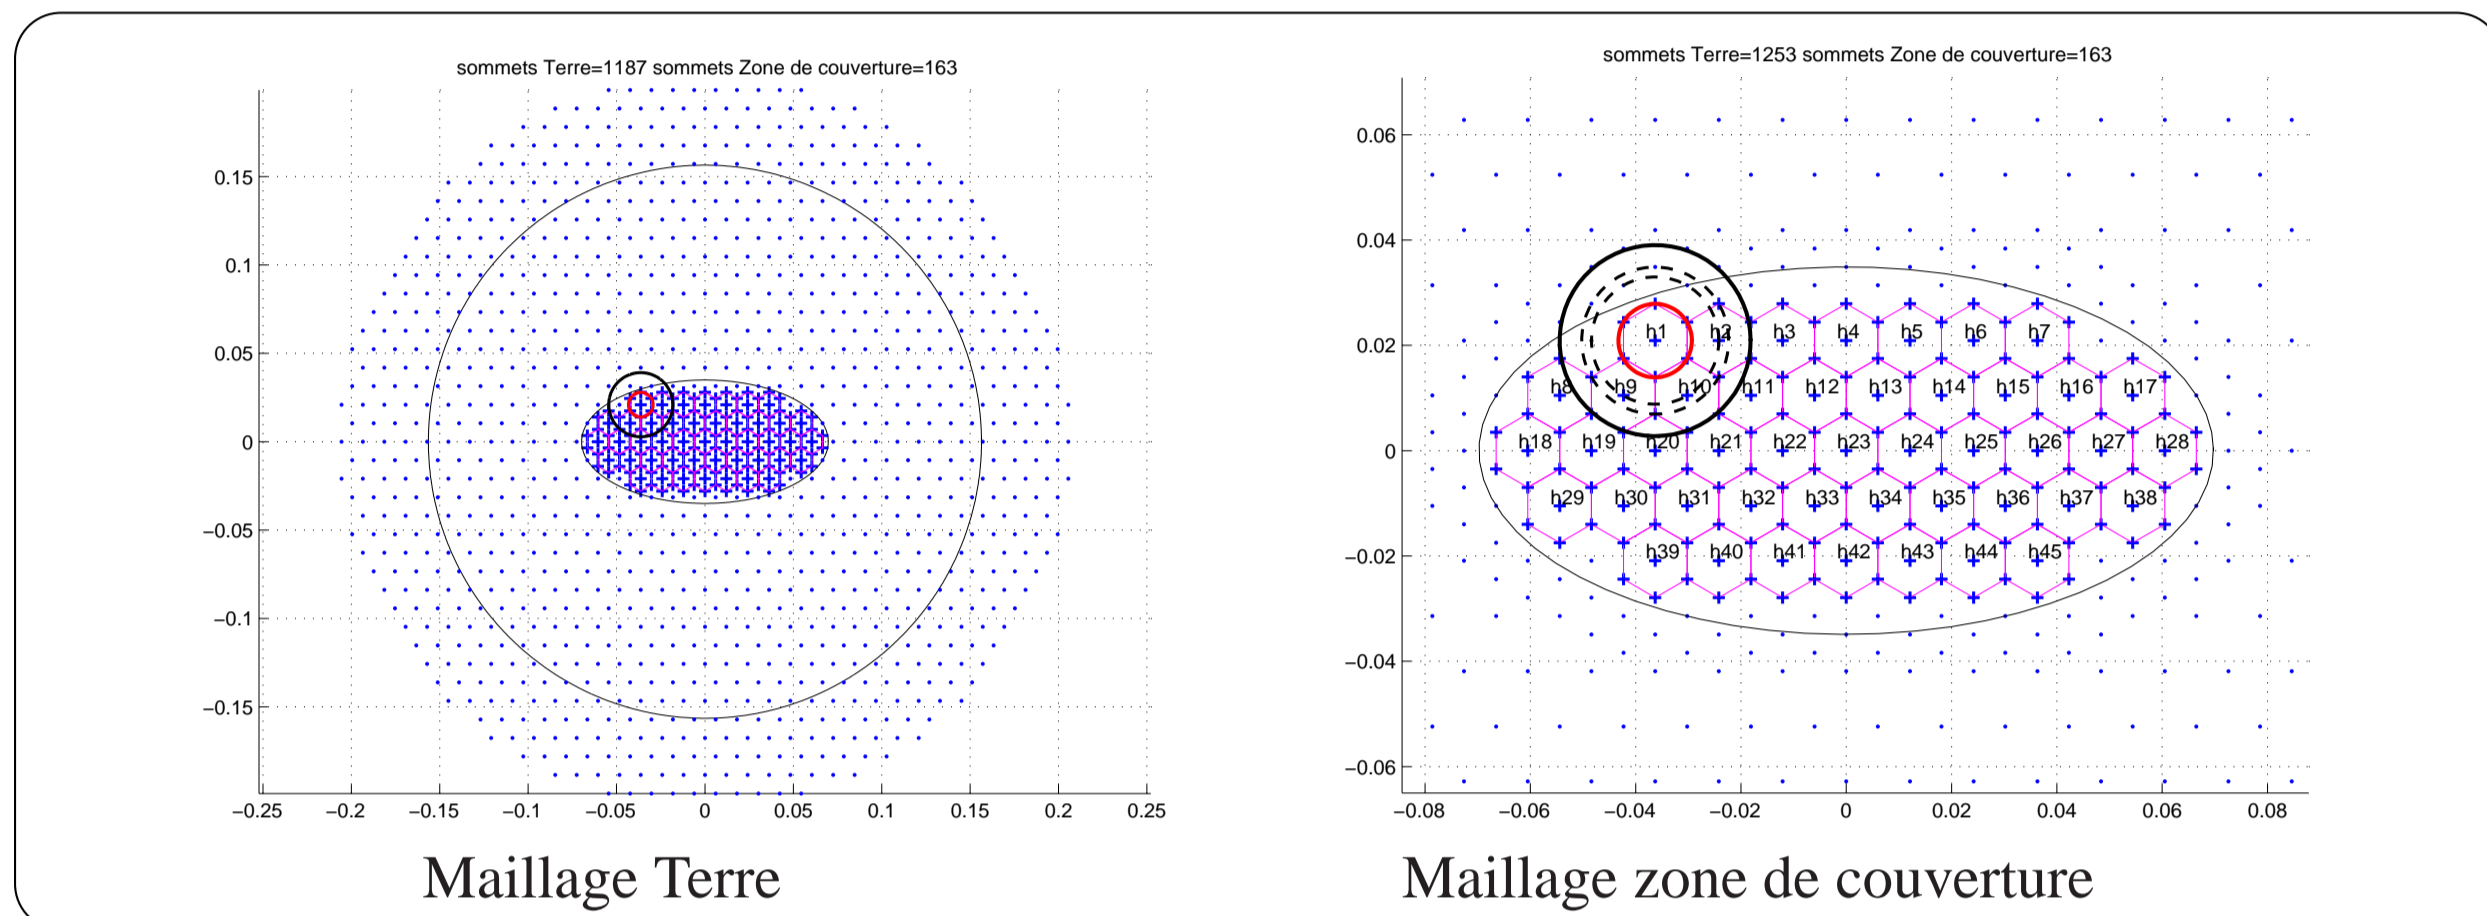 sommets Terre=1187 sommets Zone de couverture=163
0.15
0.1
0.05
0
−0.05
−0.1
−0.15
−0.25 −0.2 −0.15 −0.1 −0.05 0 0.05 0.1 0.15 0.2 0.25
Maillage Terre
sommets Terre=1253 sommets Zone de couverture=163
0.06
0.04
0.02
0
−0.02
−0.04
−0.06
h1 h2 h3 h4 h5 h6 h7
h8 h9 h10 h11 h12 h13 h14 h15 h16 h17
h18 h19 h20 h21 h22 h23 h24 h25 h26 h27 h28
h29 h30 h31 h32 h33 h34 h35 h36 h37 h38
h39 h40 h41 h42 h43 h44 h45
−0.08 −0.06 −0.04 −0.02 0 0.02 0.04 0.06 0.08
Maillage zone de couverture